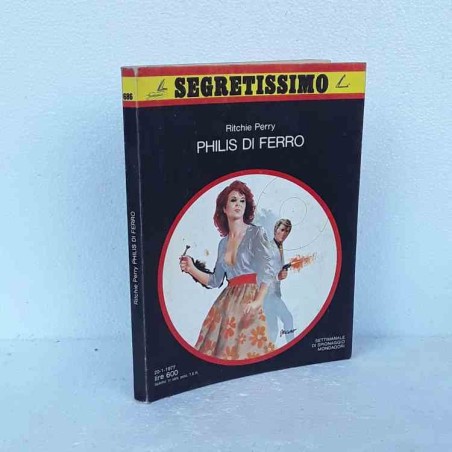 686
SEGRETISSIMO
Ritchie Perry
PHILIS DI FERRO
Ritchie Perry PHILIS DI FERRO
SETTIMANALE
DI SPIONAGGIO
MONDADORI
20-1-1977
lire 600